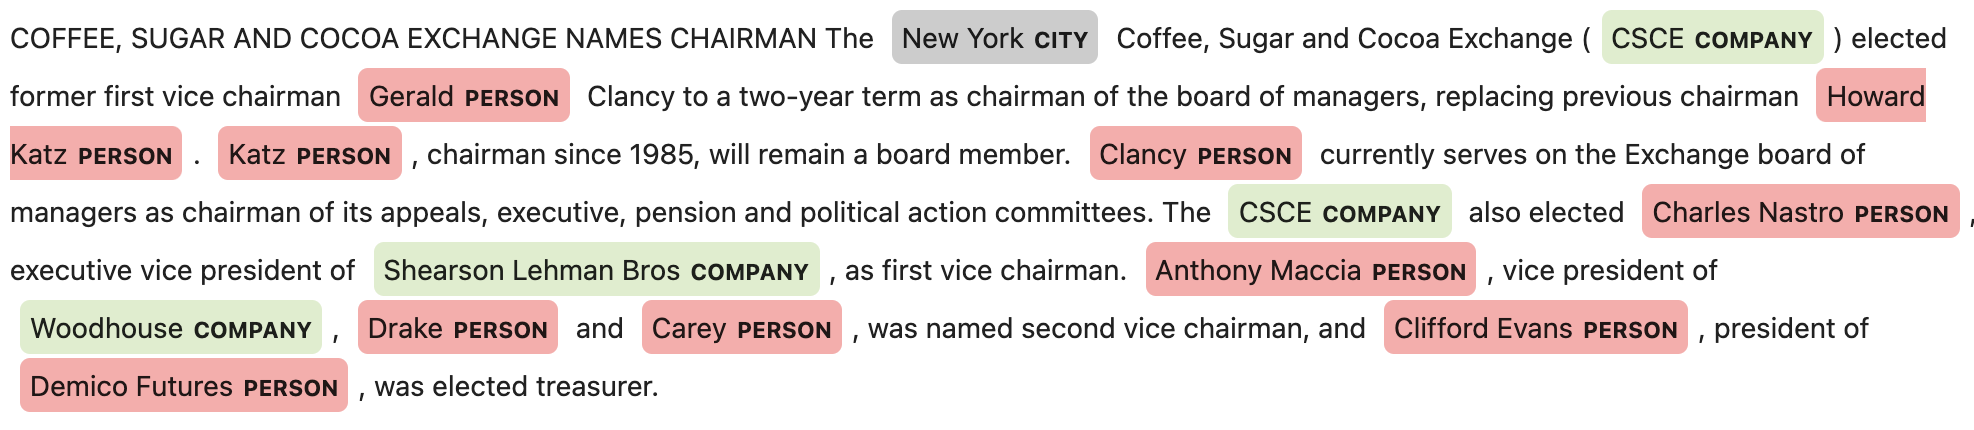 COFFEE, SUGAR AND COCOA EXCHANGE NAMES CHAIRMAN The New York CITY Coffee, Sugar and Cocoa Exchange ( CSCE COMPANY ) elected
former first vice chairman Gerald PERSON Clancy to a two-year term as chairman of the board of managers, replacing previous chairman Howard
Katz PERSON . Katz PERSON , chairman since 1985, will remain a board member. Clancy PERSON currently serves on the Exchange board of
managers as chairman of its appeals, executive, pension and political action committees. The CSCE COMPANY also elected Charles Nastro PERSON ,
executive vice president of Shearson Lehman Bros COMPANY , as first vice chairman. Anthony Maccia PERSON , vice president of
Woodhouse COMPANY , Drake PERSON and Carey PERSON , was named second vice chairman, and Clifford Evans PERSON , president of
Demico Futures PERSON , was elected treasurer.